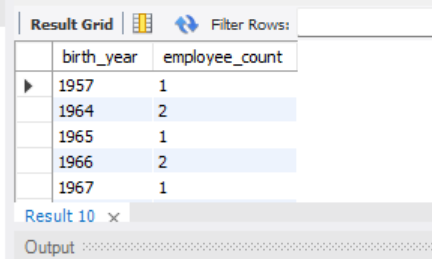 Result Grid Filter Rows:
birth_year employee_count
1957 1
1964 2
1965 1
1966 2
1967 1
Result 10 ×
Output